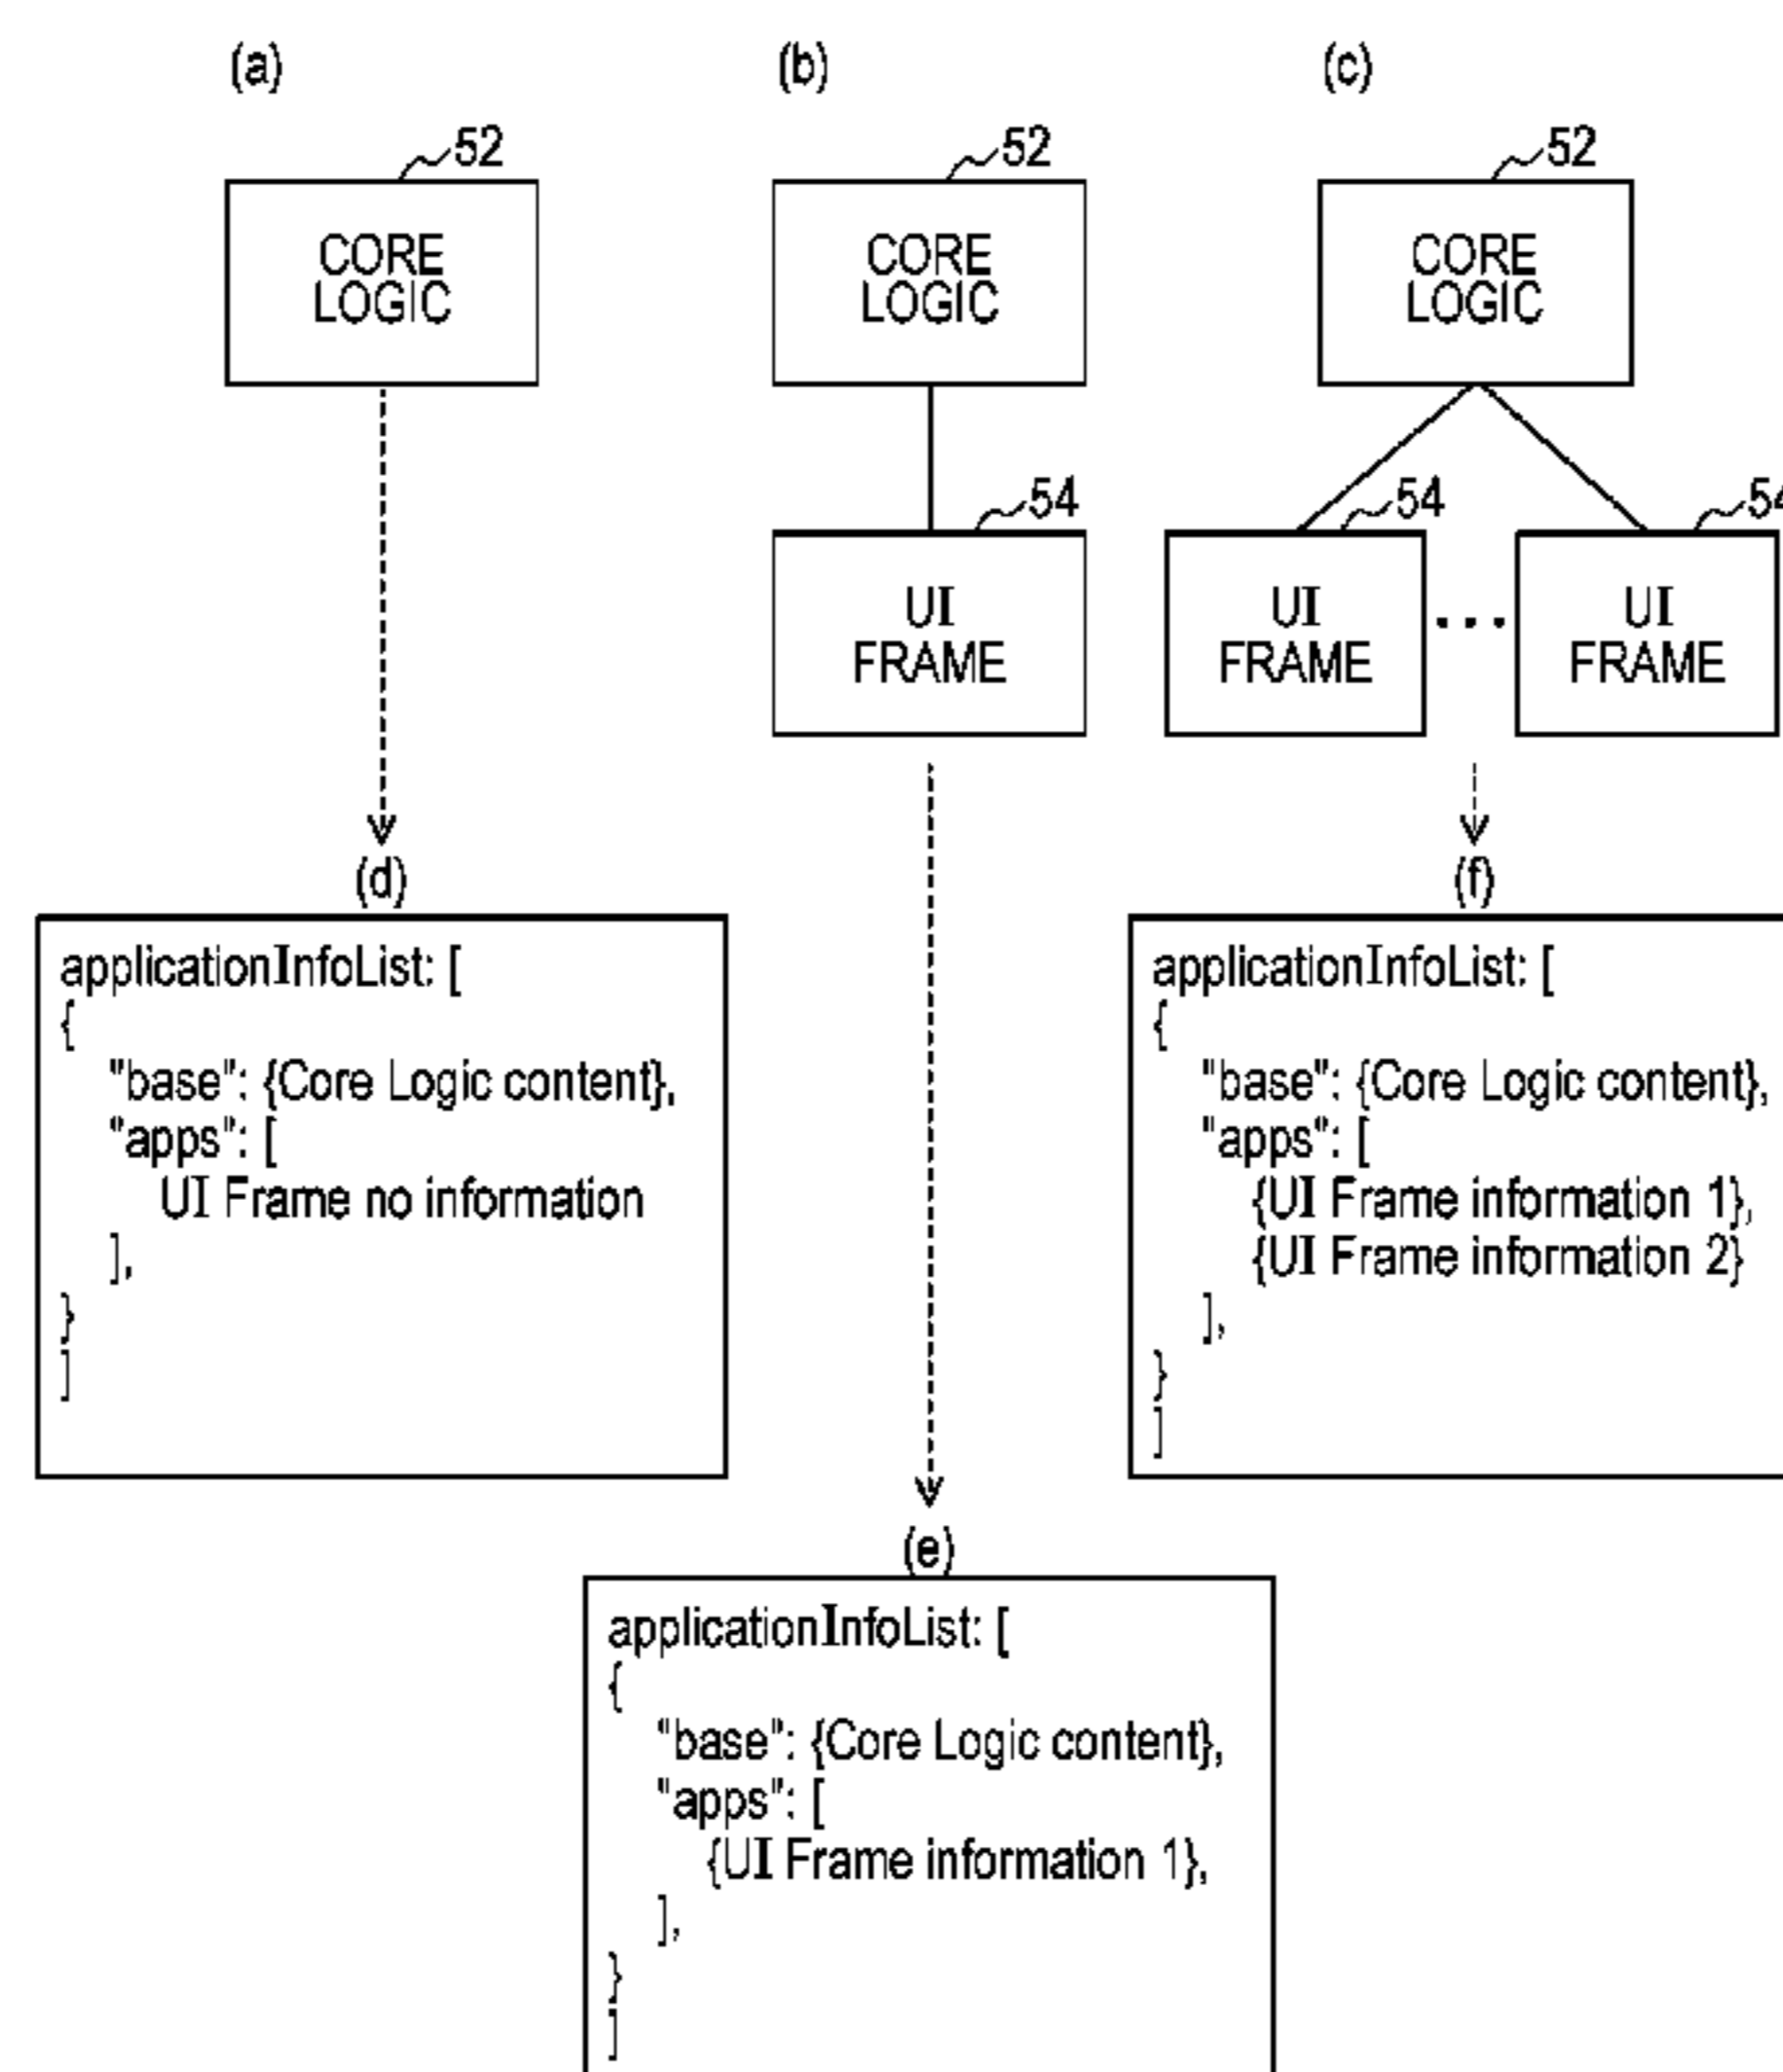 (a)
(b)
(c)
52
52
52
CORE
LOGIC
CORE
LOGIC
CORE
LOGIC
54
54
54
UI
FRAME
UI
FRAME
...
UI
FRAME
(d)
applicationInfoList: [
{
"base": {Core Logic content},
"apps": [
UI Frame no information
],
}
]
(f)
applicationInfoList: [
{
"base": {Core Logic content},
"apps": [
{UI Frame information 1},
{UI Frame information 2}
],
}
]
(e)
applicationInfoList: [
{
"base": {Core Logic content},
"apps": [
{UI Frame information 1},
],
}
]